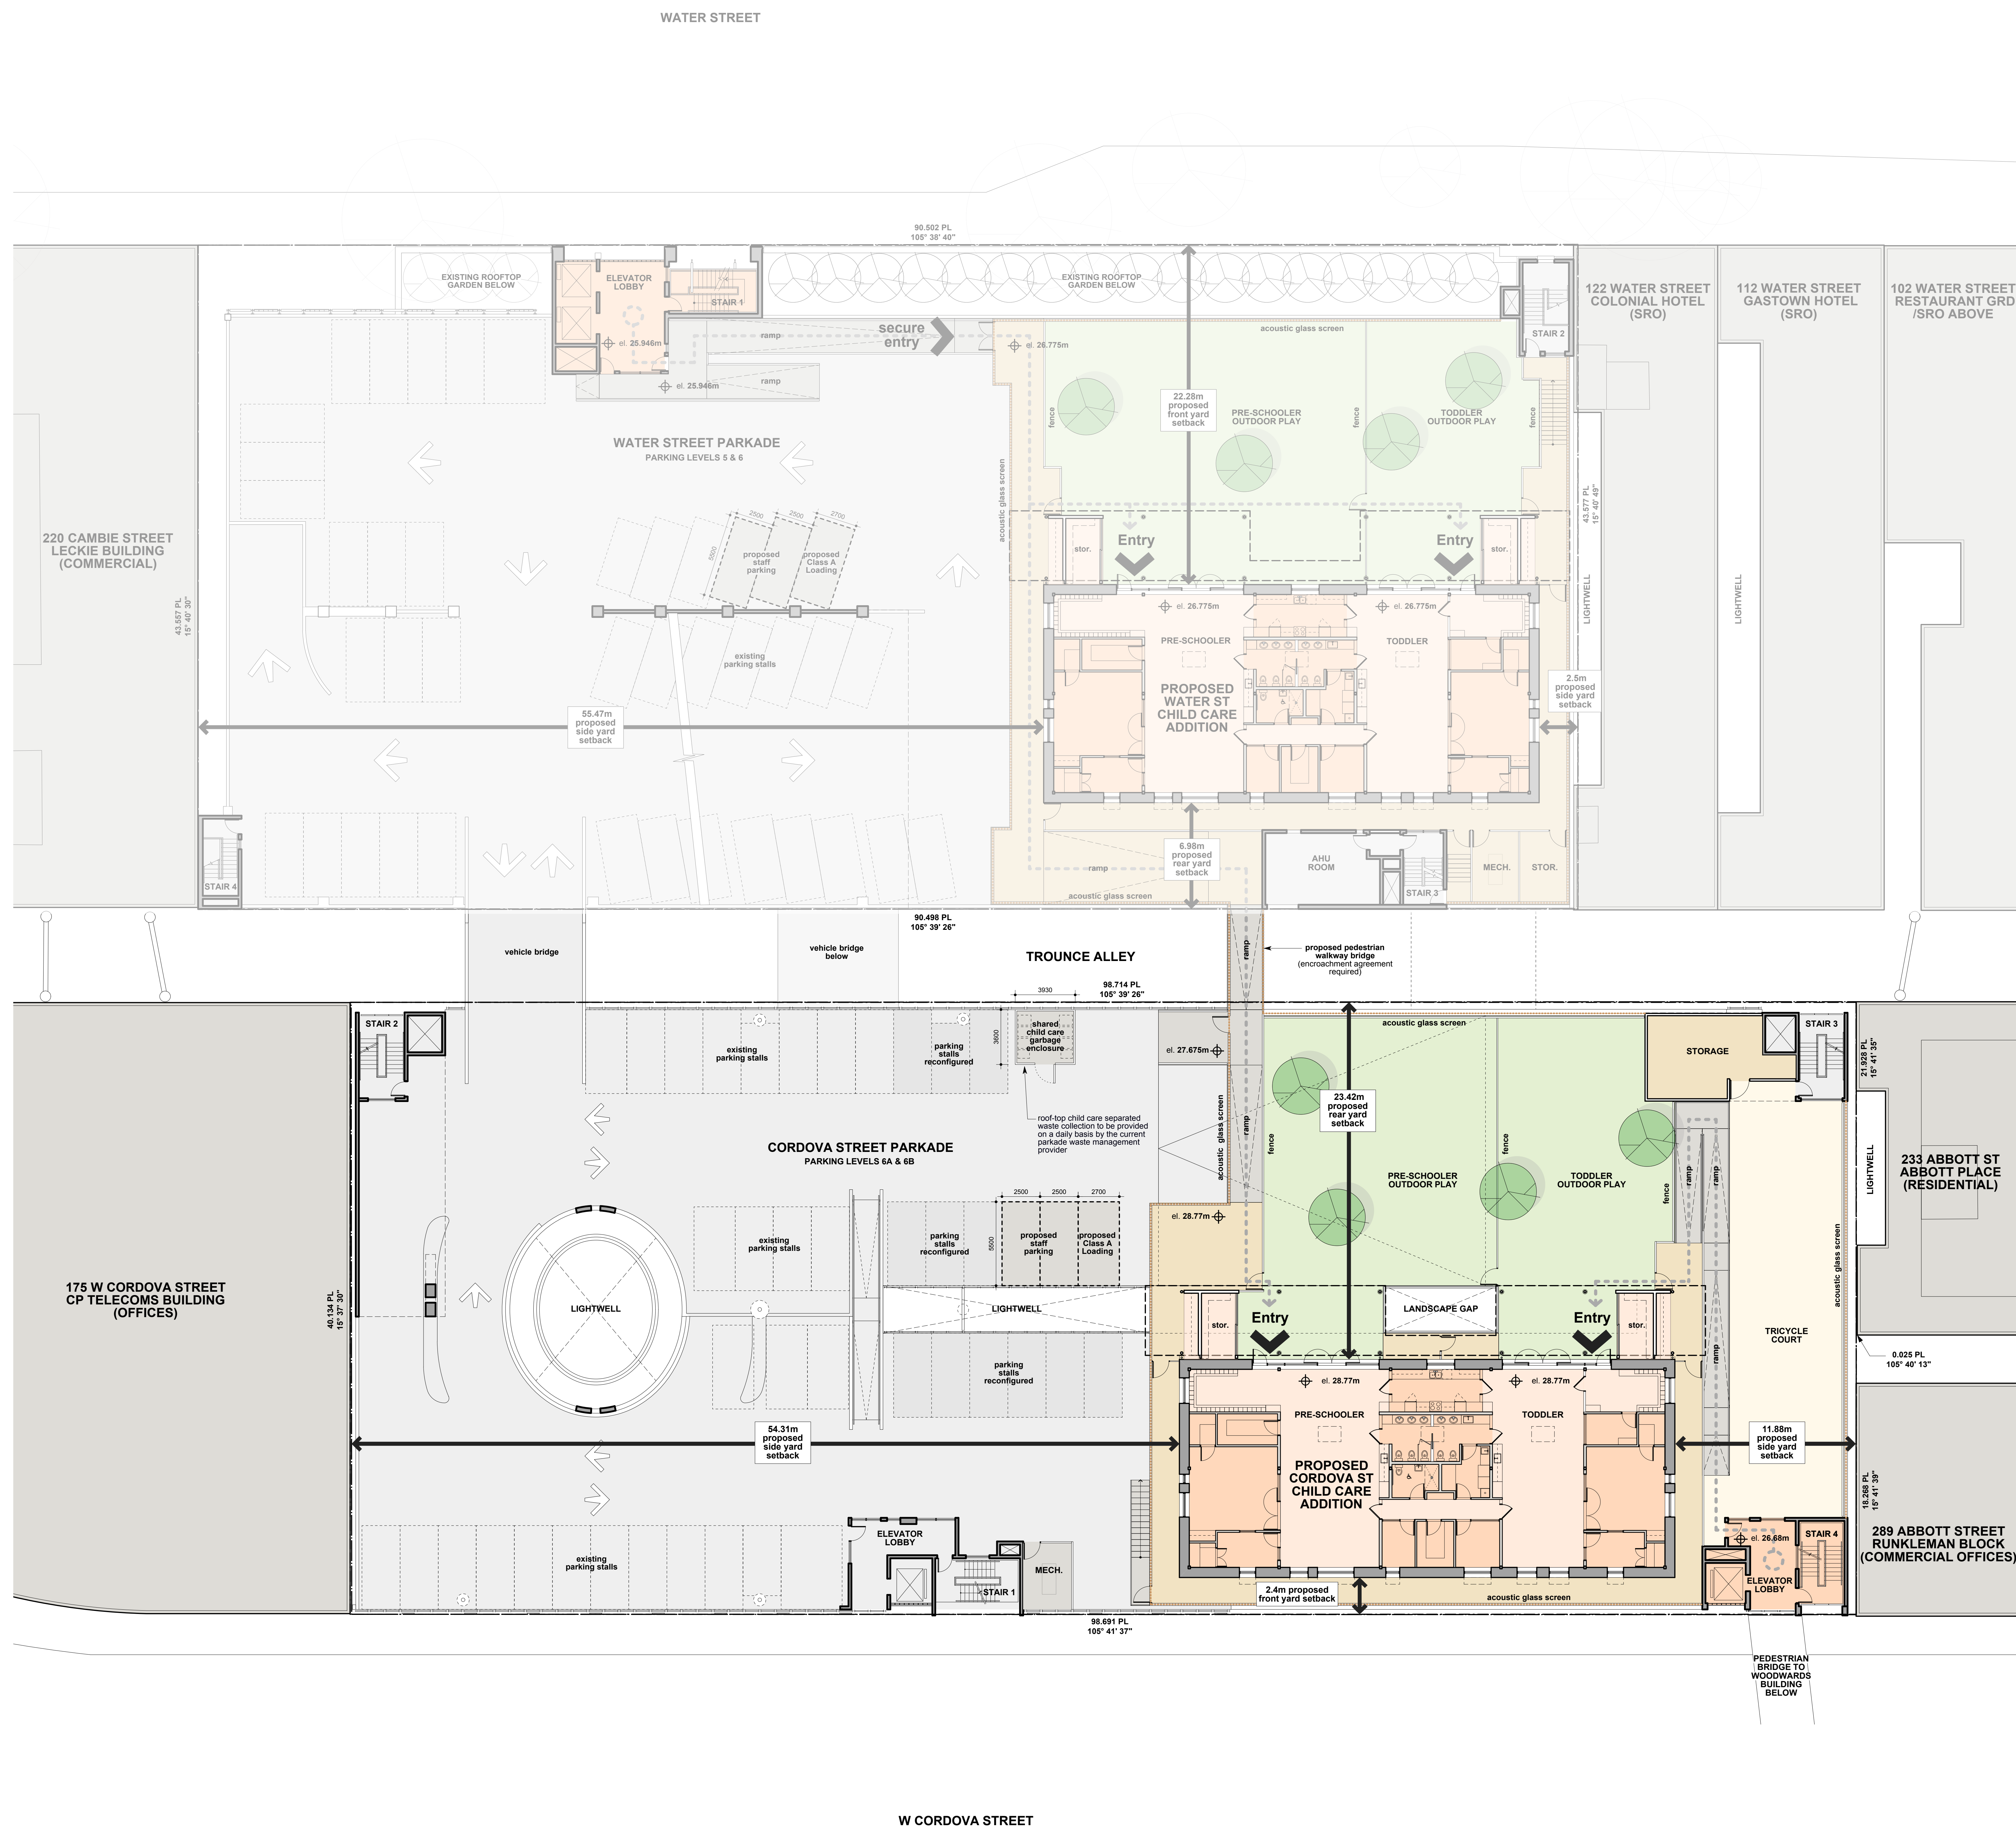 WATER STREET
90.502 PL
105° 38' 40"
EXISTING ROOFTOP
GARDEN BELOW
ELEVATOR
LOBBY
STAIR 1
EXISTING ROOFTOP
GARDEN BELOW
STAIR 2
122 WATER STREET
COLONIAL HOTEL
(SRO)
112 WATER STREET
GASTOWN HOTEL
(SRO)
102 WATER STREET
RESTAURANT GRD
/SRO ABOVE
el. 25.946m
ramp
secure
entry
acoustic glass screen
el. 26.775m
el. 25.946m
ramp
22.28m
proposed
front yard
setback
fence
PRE-SCHOOLER
OUTDOOR PLAY
fence
TODDLER
OUTDOOR PLAY
fence
WATER STREET PARKADE
PARKING LEVELS 5 & 6
acoustic glass screen
43.577 PL
15° 40' 49"
220 CAMBIE STREET
LECKIE BUILDING
(COMMERCIAL)
43.557 PL
15° 40' 30"
2500
2500
2700
5500
proposed
staff
parking
proposed
Class A
Loading
stor.
Entry
Entry
stor.
LIGHTWELL
LIGHTWELL
el. 26.775m
el. 26.775m
existing
parking stalls
PRE-SCHOOLER
TODDLER
PROPOSED
WATER ST
CHILD CARE
ADDITION
55.47m
proposed
side yard
setback
2.5m
proposed
side yard
setback
6.98m
proposed
rear yard
setback
ramp
acoustic glass screen
AHU
ROOM
STAIR 3
MECH.
STOR.
STAIR 4
90.498 PL
105° 39' 26"
vehicle bridge
vehicle bridge
below
TROUNCE ALLEY
ramp
proposed pedestrian
walkway bridge
(encroachment agreement
required)
98.714 PL
105° 39' 26"
3930
STAIR 2
existing
parking stalls
parking
stalls
reconfigured
3600
shared
child care
garbage
enclosure
el. 27.675m
acoustic glass screen
STORAGE
STAIR 3
21.928 PL
15° 41' 35"
roof-top child care separated
waste collection to be provided
on a daily basis by the current
parkade waste management
provider
23.42m
proposed
rear yard
setback
acoustic glass screen
ramp
fence
fence
CORDOVA STREET PARKADE
PARKING LEVELS 6A & 6B
PRE-SCHOOLER
OUTDOOR PLAY
TODDLER
OUTDOOR PLAY
fence
ramp
ramp
LIGHTWELL
233 ABBOTT ST
ABBOTT PLACE
(RESIDENTIAL)
2500
2500
2700
5500
existing
parking stalls
parking
stalls
reconfigured
proposed
staff
parking
proposed
Class A
Loading
el. 28.77m
acoustic glass screen
175 W CORDOVA STREET
CP TELECOMS BUILDING
(OFFICES)
40.134 PL
15° 37' 30"
LIGHTWELL
LIGHTWELL
stor.
Entry
LANDSCAPE GAP
Entry
stor.
TRICYCLE
COURT
ramp
0.025 PL
105° 40' 13"
parking
stalls
reconfigured
el. 28.77m
el. 28.77m
PRE-SCHOOLER
TODDLER
54.31m
proposed
side yard
setback
11.88m
proposed
side yard
setback
PROPOSED
CORDOVA ST
CHILD CARE
ADDITION
18.268 PL
15° 41' 39"
289 ABBOTT STREET
RUNKLEMAN BLOCK
(COMMERCIAL OFFICES)
existing
parking stalls
ELEVATOR
LOBBY
STAIR 1
MECH.
el. 26.68m
STAIR 4
ELEVATOR
LOBBY
2.4m proposed
front yard setback
acoustic glass screen
98.691 PL
105° 41' 37"
PEDESTRIAN
BRIDGE TO
WOODWARDS
BUILDING
BELOW
W CORDOVA STREET